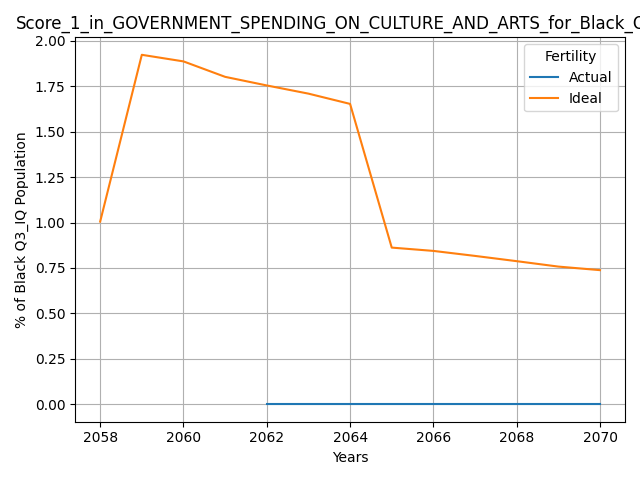 Score_1_in_GOVERNMENT_SPENDING_ON_CULTURE_AND_ARTS_for_Black_
Fertility
Actual
Ideal
2.00
1.75
1.50
1.25
1.00
0.75
0.50
0.25
0.00
% of Black Q3_IQ Population
2058
2060
2062
2064
2066
2068
2070
Years